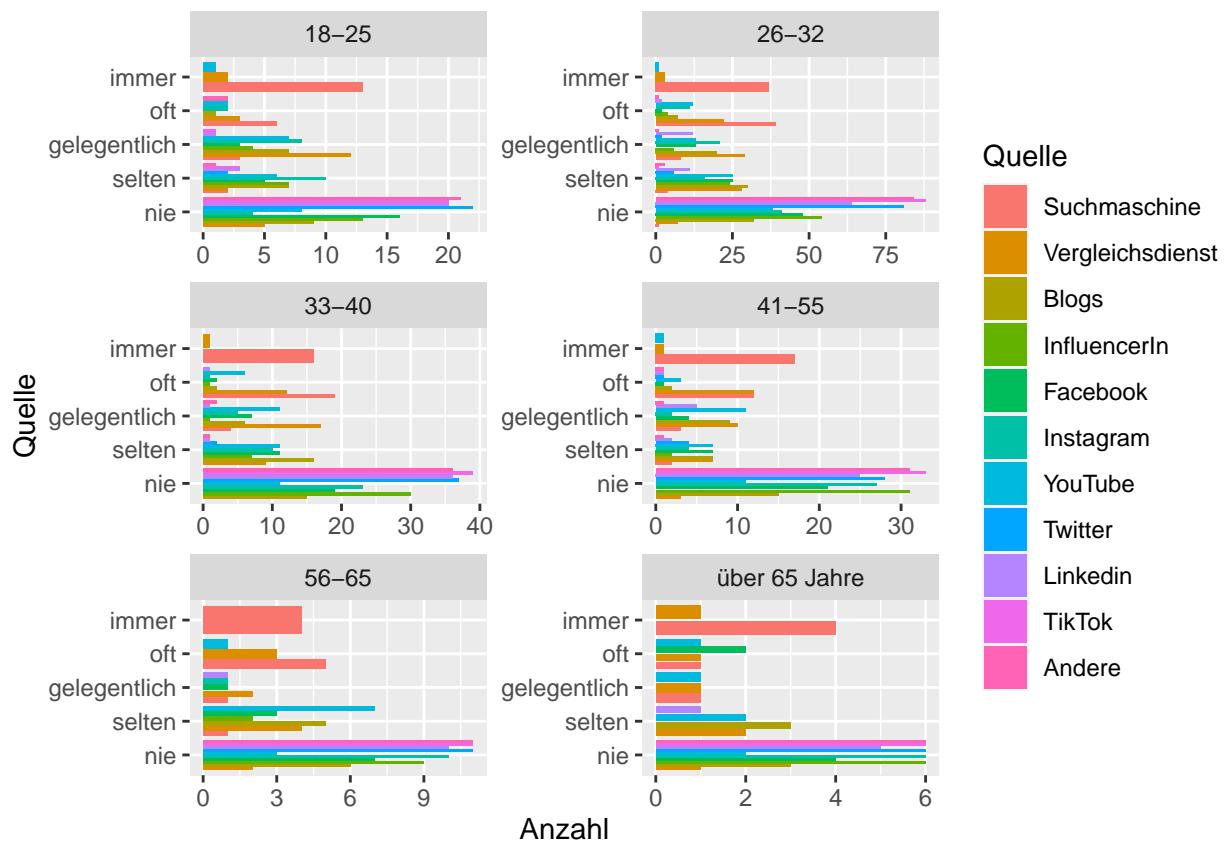 18−25
immer
oft
gelegentlich
selten
nie
0 5 10 15 20
26−32
immer
oft
gelegentlich
selten
nie
0 25 50 75
33−40
immer
oft
gelegentlich
selten
nie
0 10 20 30 40
41−55
immer
oft
gelegentlich
selten
nie
0 10 20 30
56−65
immer
oft
gelegentlich
selten
nie
0 3 6 9
über 65 Jahre
immer
oft
gelegentlich
selten
nie
0 2 4 6
Quelle
Anzahl
Quelle
Suchmaschine
Vergleichsdienst
Blogs
InfluencerIn
Facebook
Instagram
YouTube
Twitter
Linkedin
TikTok
Andere